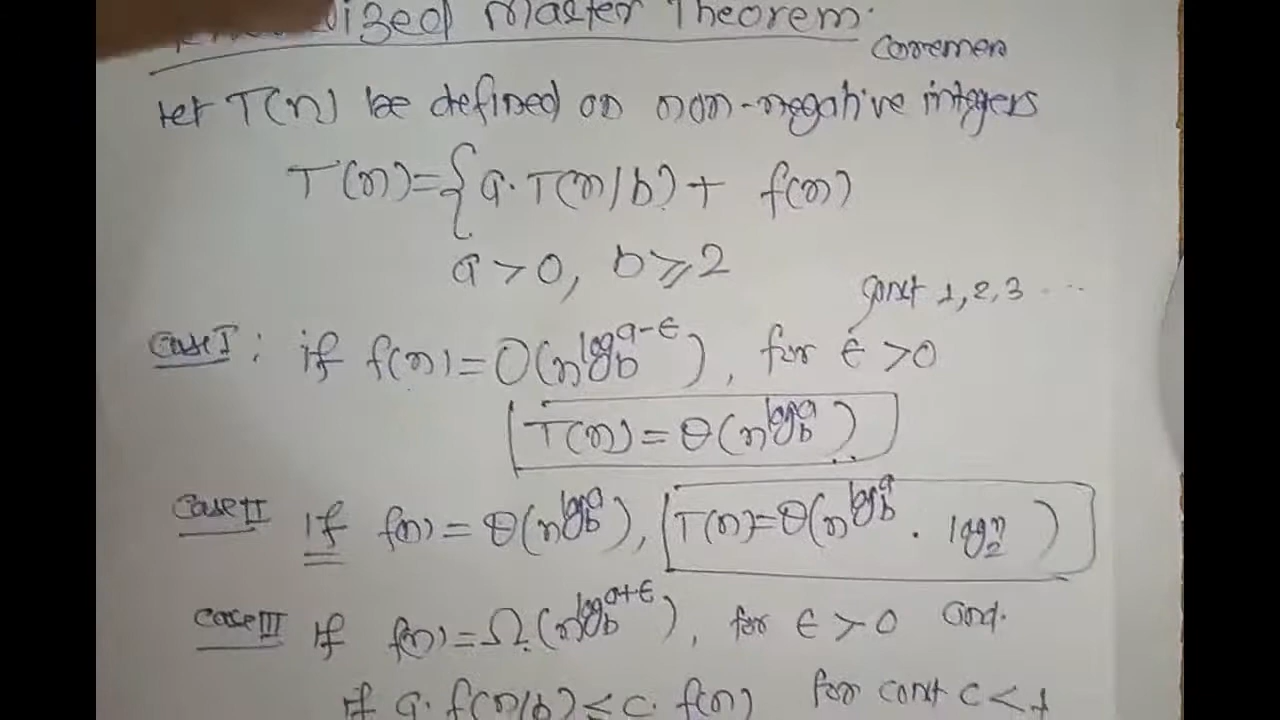 Master Theorem.
Coremen
Let T(n) be defined on non-negative integers
T(n)={a.T(n/b)+ f(n)
a>0, b≥2
const 1,2,3 ...
Case I: if f(n)=O(n^log_b^a-ϵ), for ϵ>0
T(n)=θ(n^log_b^a)
Case II If f(n)=θ(n^log_b^a), T(n)=θ(n^log_b^a . log_2^n)
Case III If f(n)=Ω(n^log_b^a+ϵ), for ϵ>0 and.
if a.f(n/b)≤c.f(n) for const c<1